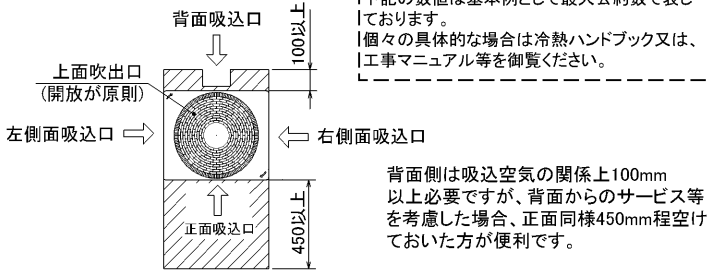 下記の数値は基本例として最大公約数で表し
ております。
個々の具体的な場合は冷熱ハンドブック又は、
工事マニュアル等を御覧ください。
背面吸込口
100以上
上面吹出口
(開放が原則)
左側面吸込口
右側面吸込口
正面吸込口
450以上
背面側は吸込空気の関係上100mm
以上必要ですが、背面からのサービス等
を考慮した場合、正面同様450mm程空け
ておいた方が便利です。